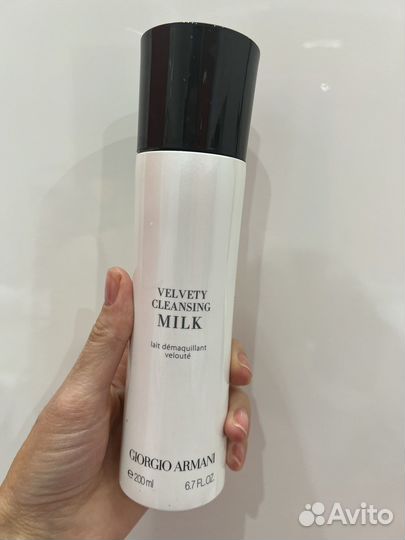 VELVETY
CLEANSING
MILK
lait démaquillant
velouté
GIORGIO ARMANI
e 200 ml 6.7 FL.OZ.
Avito